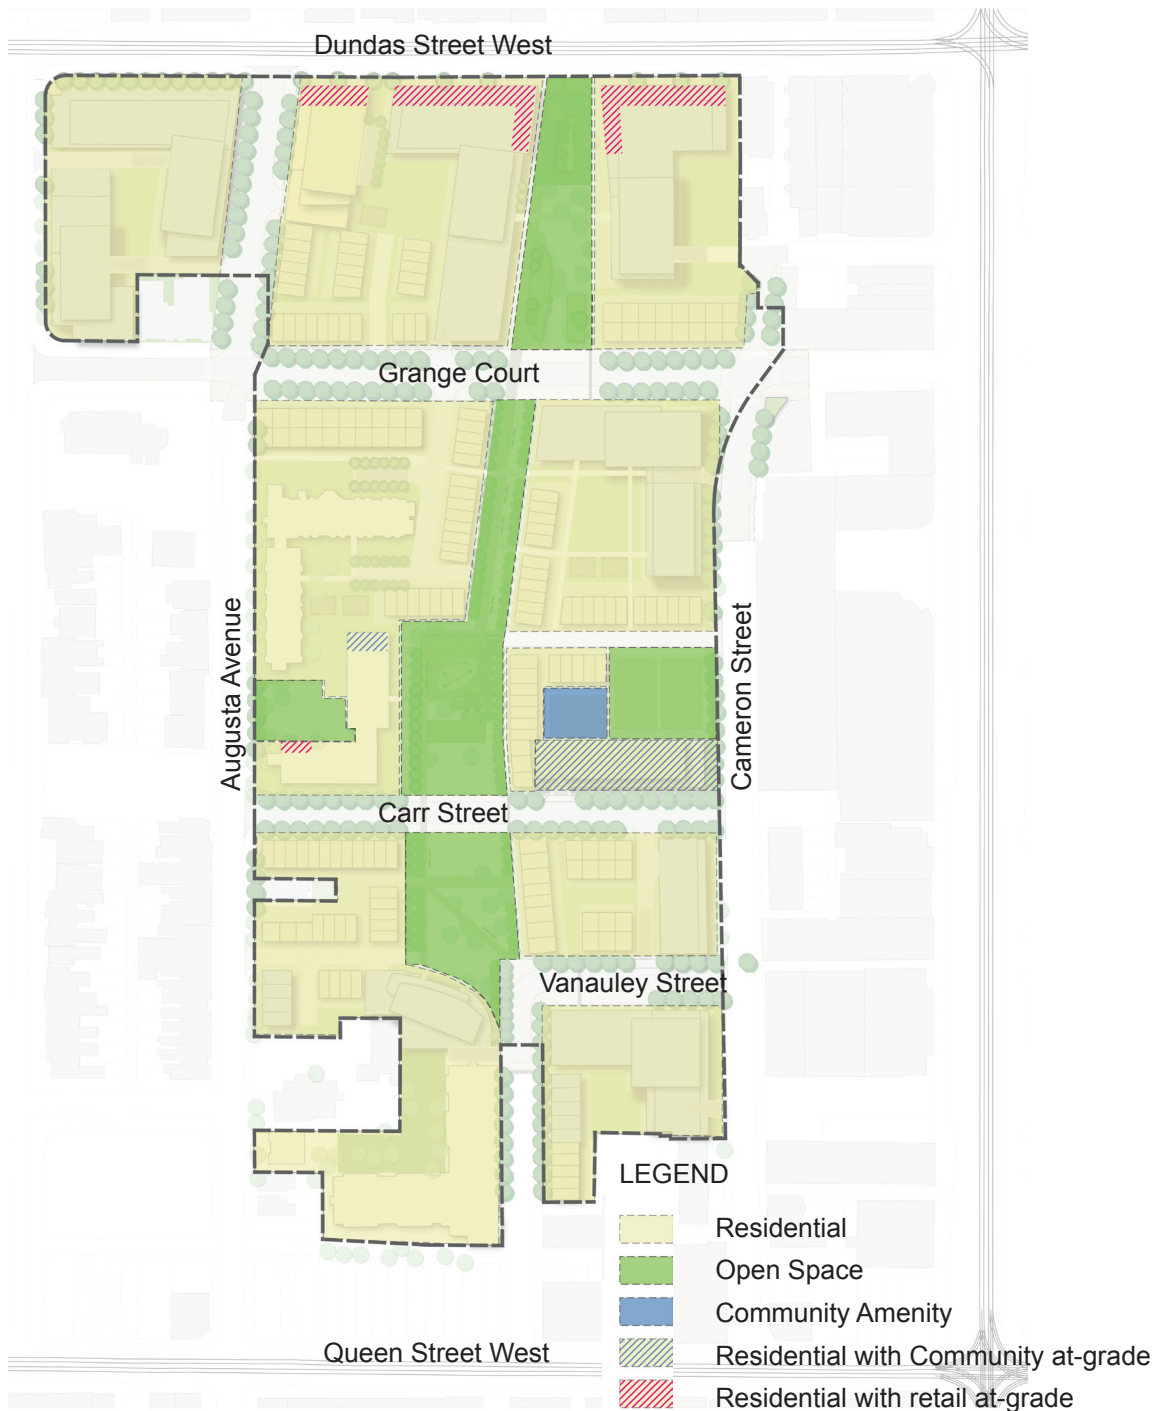 Dundas Street West
Grange Court
Augusta Avenue
Cameron Street
Carr Street
Vanauley Street
LEGEND
Residential
Open Space
Community Amenity
Residential with Community at-grade
Residential with retail at-grade
Queen Street West